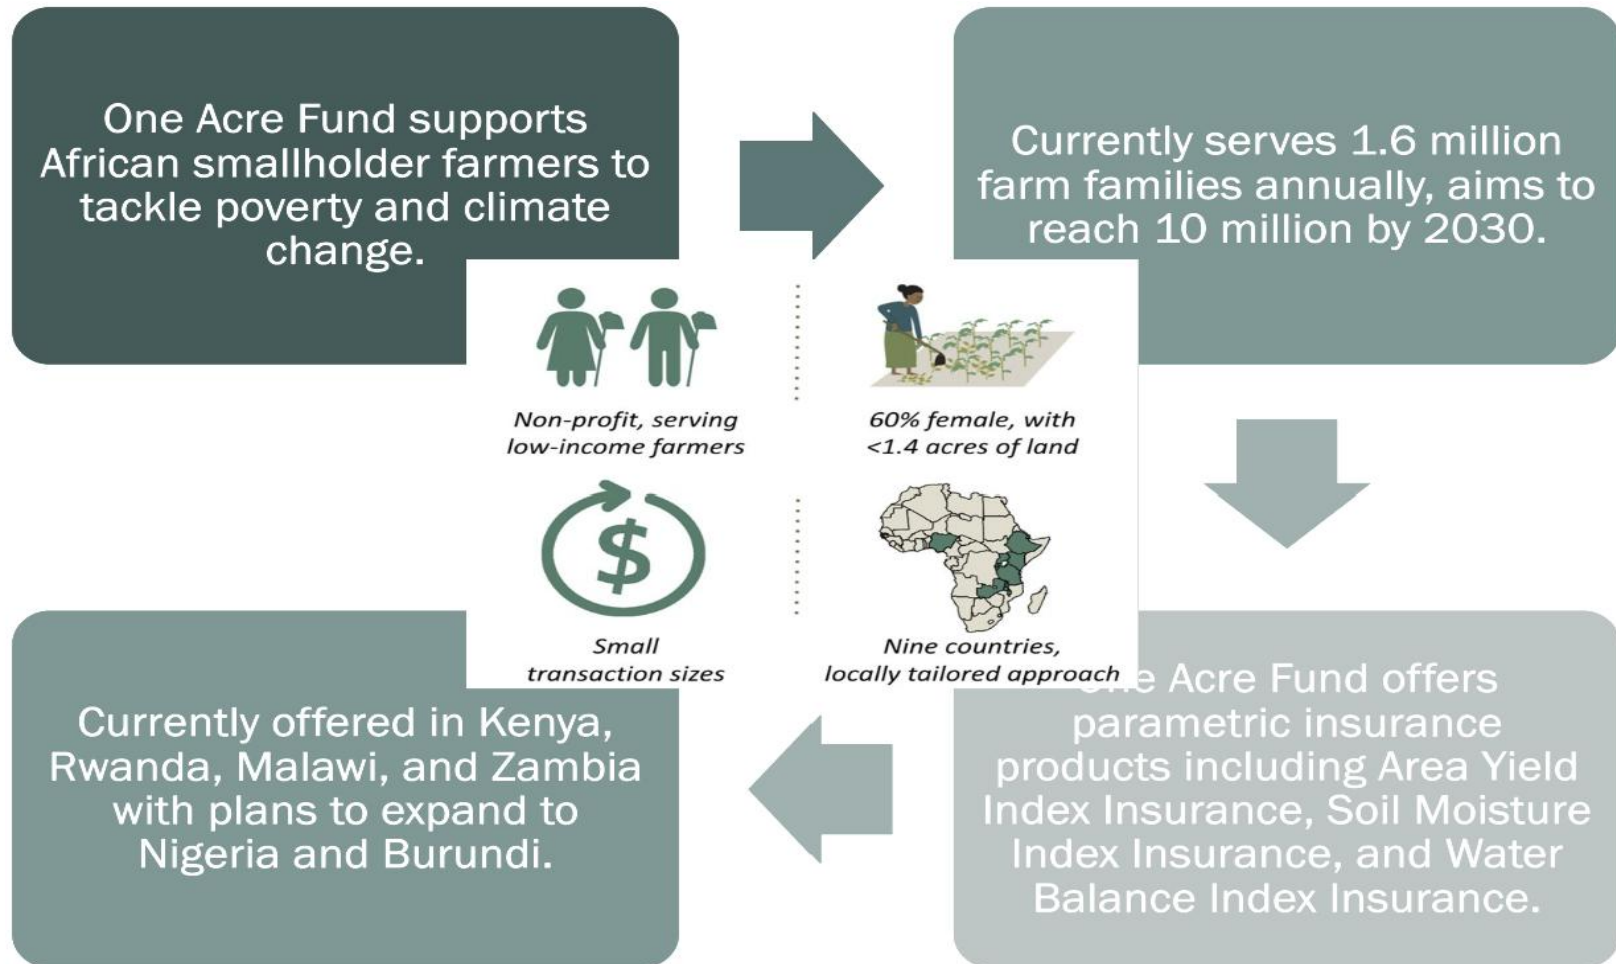 One Acre Fund supports
African smallholder farmers to
tackle poverty and climate
change.
Currently serves 1.6 million
farm families annually, aims to
reach 10 million by 2030.
Non-profit, serving
low-income farmers
60% female, with
<1.4 acres of land
$
Small
transaction sizes
Nine countries,
locally tailored approach
One Acre Fund offers
parametric insurance
products including Area Yield
Index Insurance, Soil Moisture
Index Insurance, and Water
Balance Index Insurance.
Currently offered in Kenya,
Rwanda, Malawi, and Zambia
with plans to expand to
Nigeria and Burundi.